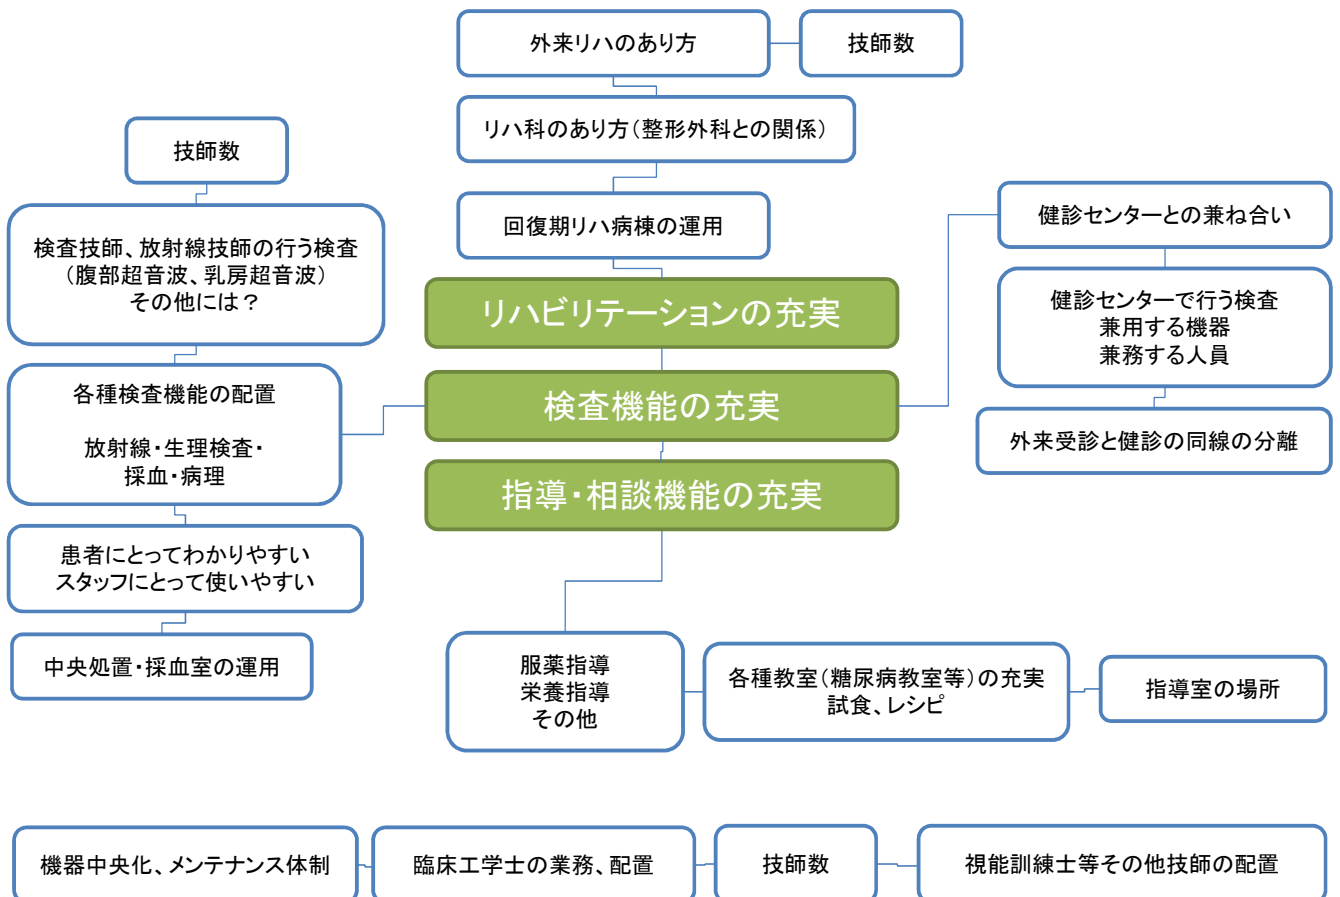 外来リハのあり方
技師数
リハ科のあり方(整形外科との関係)
技師数
回復期リハ病棟の運用
健診センターとの兼ね合い
検査技師、放射線技師の行う検査
(腹部超音波、乳房超音波)
その他には?
リハビリテーションの充実
健診センターで行う検査
兼用する機器
兼務する人員
各種検査機能の配置
放射線・生理検査・
採血・病理
検査機能の充実
外来受診と健診の同線の分離
指導・相談機能の充実
患者にとってわかりやすい
スタッフにとって使いやすい
中央処置・採血室の運用
服薬指導
栄養指導
その他
各種教室(糖尿病教室等)の充実
試食、レシピ
指導室の場所
機器中央化、メンテナンス体制
臨床工学士の業務、配置
技師数
視能訓練士等その他技師の配置